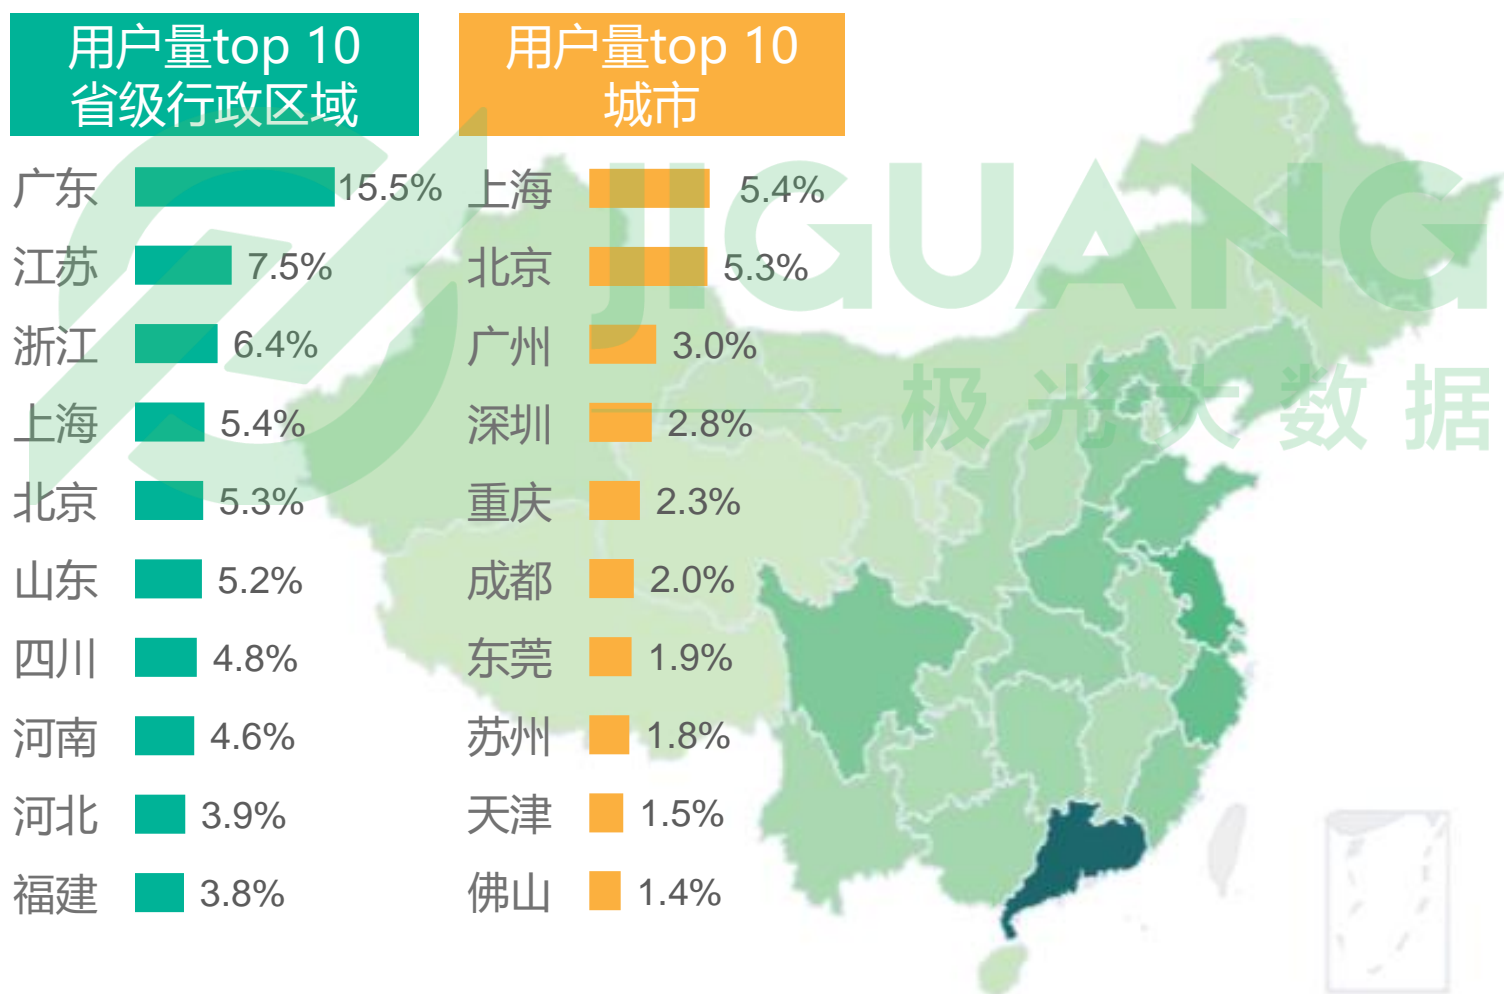 用户量top 10
省级行政区域
用户量top 10
城市
广东 15.5%
江苏 7.5%
浙江 6.4%
上海 5.4%
北京 5.3%
山东 5.2%
四川 4.8%
河南 4.6%
河北 3.9%
福建 3.8%
上海 5.4%
北京 5.3%
广州 3.0%
深圳 2.8%
重庆 2.3%
成都 2.0%
东莞 1.9%
苏州 1.8%
天津 1.5%
佛山 1.4%
JIGUANG
极光大数据